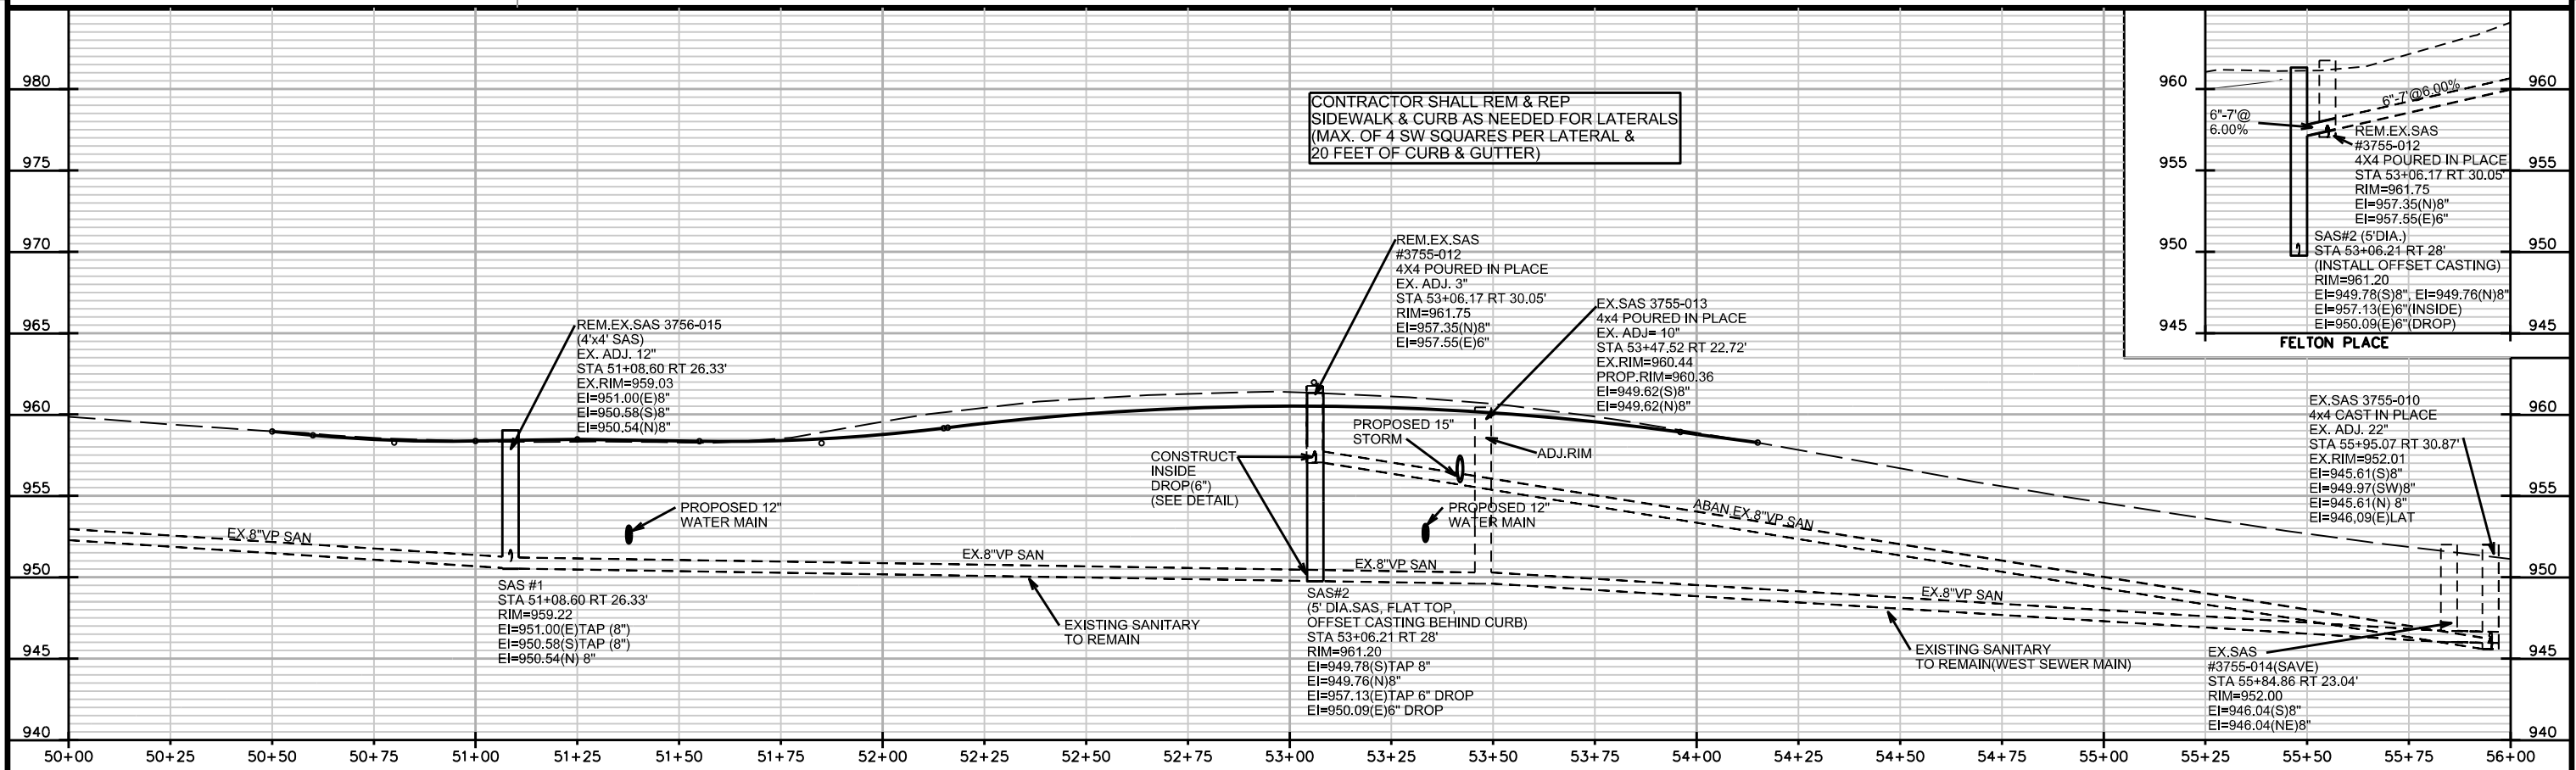 980
975
970
965
960
955
950
945
940
CONTRACTOR SHALL REM & REP
SIDEWALK & CURB AS NEEDED FOR LATERALS
(MAX. OF 4 SW SQUARES PER LATERAL &
20 FEET OF CURB & GUTTER)
REM.EX.SAS 3756-015
(4'x4' SAS)
EX. ADJ. 12"
STA 51+08.60 RT 26.33'
EX.RIM=959.03
EI=951.00(E)8"
EI=950.58(S)8"
EI=950.54(N)8"
PROPOSED 12"
WATER MAIN
EX.8"VP SAN
SAS #1
STA 51+08.60 RT 26.33'
RIM=959.22
EI=951.00(E)TAP (8")
EI=950.58(S)TAP (8")
EI=950.54(N) 8"
EX.8"VP SAN
EXISTING SANITARY
TO REMAIN
CONSTRUCT
INSIDE
DROP(6")
(SEE DETAIL)
REM.EX.SAS
#3755-012
4X4 POURED IN PLACE
EX. ADJ. 3"
STA 53+06.17 RT 30.05'
RIM=961.75
EI=957.35(N)8"
EI=957.55(E)6"
PROPOSED 15"
STORM
EX.SAS 3755-013
4x4 POURED IN PLACE
EX. ADJ= 10"
STA 53+47.52 RT 22.72'
EX.RIM=960.44
PROP.RIM=960.36
EI=949.62(S)8"
EI=949.62(N)8"
ADJ.RIM
PROPOSED 12"
WATER MAIN
EX.8"VP SAN
SAS#2
(5' DIA.SAS, FLAT TOP,
OFFSET CASTING BEHIND CURB)
STA 53+06.21 RT 28'
RIM=961.20
EI=949.78(S)TAP 8"
EI=949.76(N)8"
EI=957.13(E)TAP 6" DROP
EI=950.09(E)6" DROP
ABAN EX.8"VP SAN
EX.8"VP SAN
EXISTING SANITARY
TO REMAIN(WEST SEWER MAIN)
EX.SAS 3755-010
4x4 CAST IN PLACE
EX. ADJ. 22"
STA 55+95.07 RT 30.87'
EX.RIM=952.01
EI=945.61(S)8"
EI=949.97(SW)8"
EI=945.61(N) 8"
EI=946.09(E)LAT
EX.SAS
#3755-014(SAVE)
STA 55+84.86 RT 23.04'
RIM=952.00
EI=946.04(S)8"
EI=946.04(NE)8"
960
955
950
945
6"-7'@
6.00%
6"-7'@6.00%
REM.EX.SAS
#3755-012
4X4 POURED IN PLACE
STA 53+06.17 RT 30.05'
RIM=961.75
EI=957.35(N)8"
EI=957.55(E)6"
SAS#2 (5'DIA.)
STA 53+06.21 RT 28'
(INSTALL OFFSET CASTING)
RIM=961.20
EI=949.78(S)8", EI=949.76(N)8"
EI=957.13(E)6"(INSIDE)
EI=950.09(E)6"(DROP)
FELTON PLACE
960
955
950
945
960
955
950
945
940
50+00 50+25 50+50 50+75 51+00 51+25 51+50 51+75 52+00 52+25 52+50 52+75 53+00 53+25 53+50 53+75 54+00 54+25 54+50 54+75 55+00 55+25 55+50 55+75 56+00